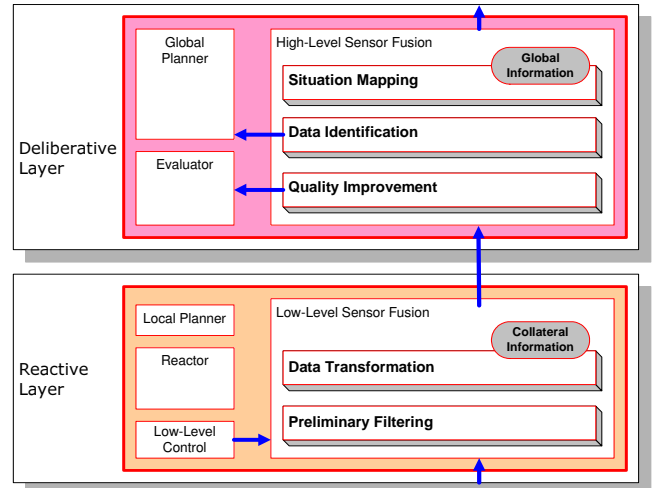 Global
Planner
High-Level Sensor Fusion
Global
Information
Situation Mapping
Data Identification
Deliberative
Layer
Evaluator
Quality Improvement
Local Planner
Low-Level Sensor Fusion
Collateral
Information
Reactor
Data Transformation
Reactive
Layer
Low-Level
Control
Preliminary Filtering